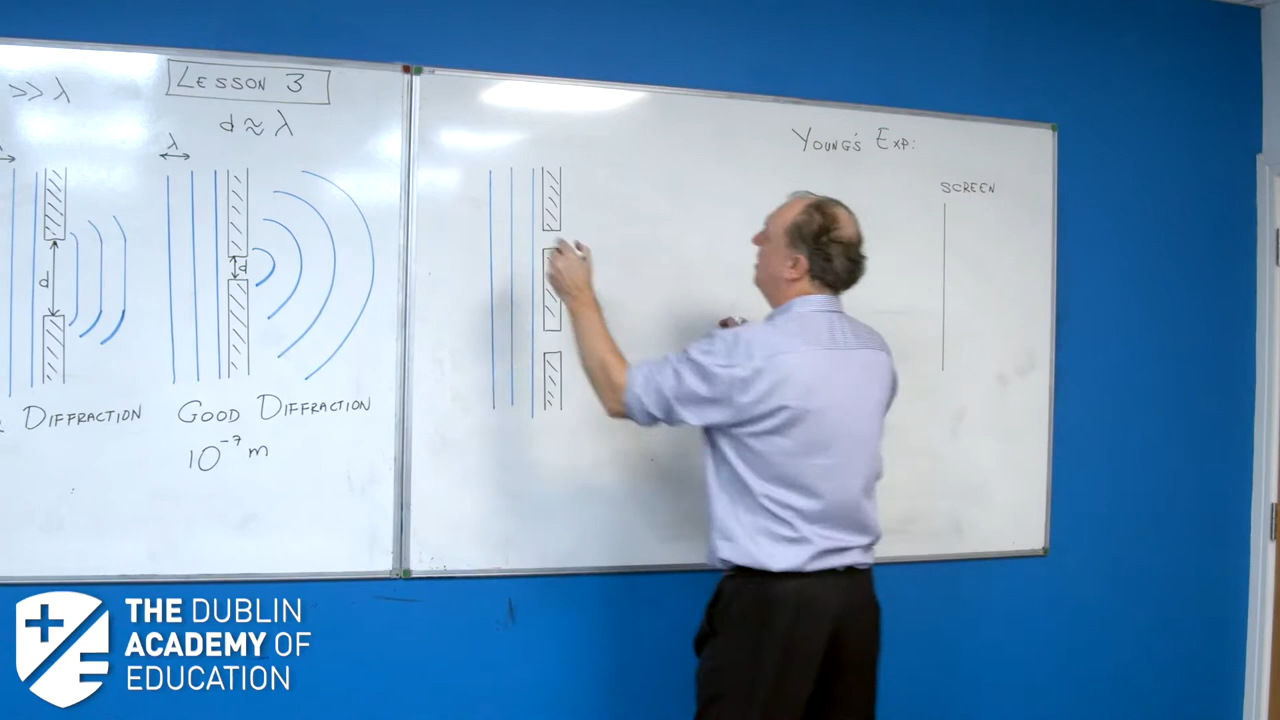 >> λ
LESSON 3
d ≈ λ
λ
d
d
DIFFRACTION
GOOD DIFFRACTION
10⁻⁷ m
YOUNG'S EXP:
SCREEN
THE DUBLIN
ACADEMY OF
EDUCATION